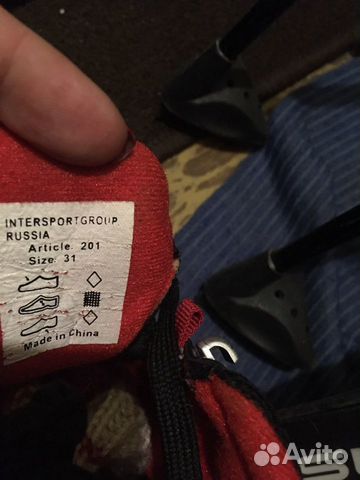 INTERSPORTGROUP
RUSSIA
Article. 201
Size. 31
Made in China
Avito